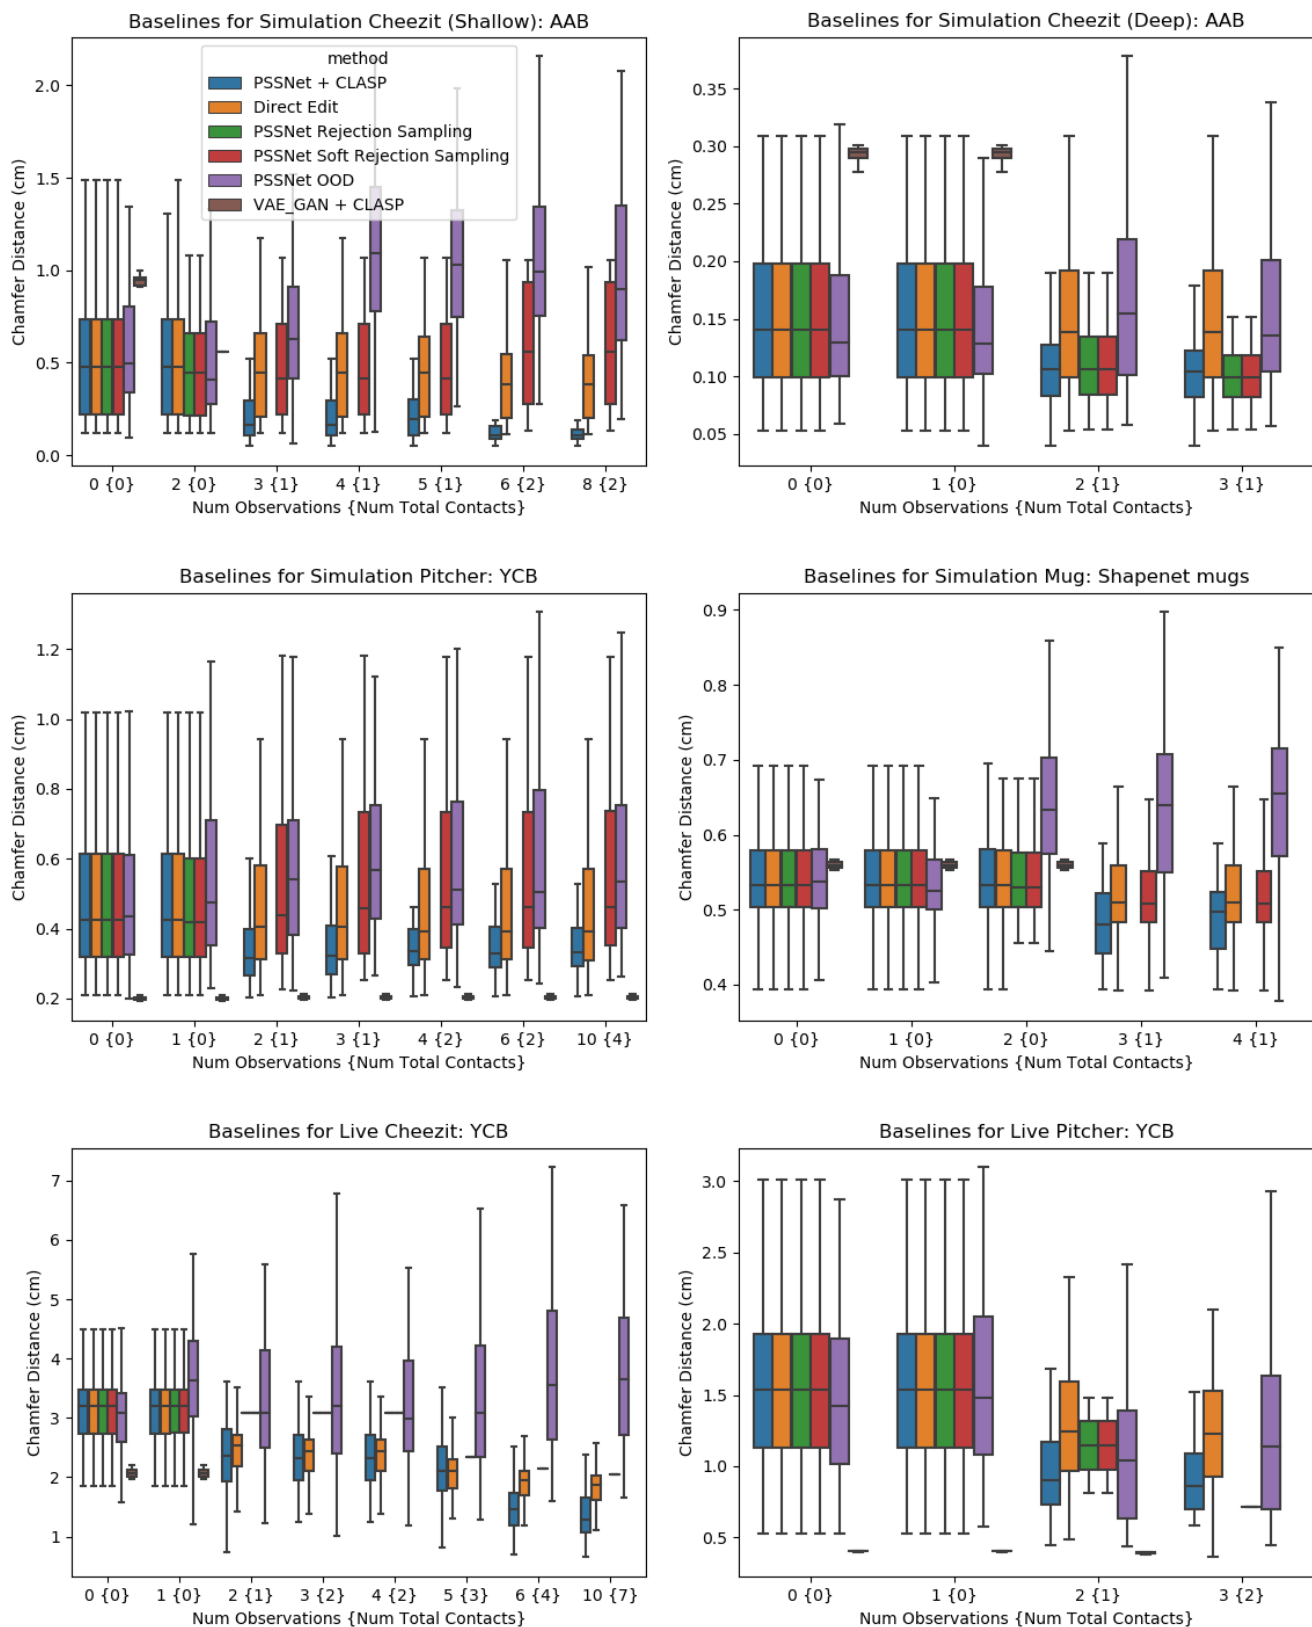 Baselines for Simulation Cheezit (Shallow): AAB
Chamfer Distance (cm)
2.0
1.5
1.0
0.5
0.0
method
PSSNet + CLASP
Direct Edit
PSSNet Rejection Sampling
PSSNet Soft Rejection Sampling
PSSNet OOD
VAE_GAN + CLASP
0 {0} 2 {0} 3 {1} 4 {1} 5 {1} 6 {2} 8 {2}
Num Observations {Num Total Contacts}
Baselines for Simulation Cheezit (Deep): AAB
Chamfer Distance (cm)
0.35
0.30
0.25
0.20
0.15
0.10
0.05
0 {0} 1 {0} 2 {1} 3 {1}
Num Observations {Num Total Contacts}
Baselines for Simulation Pitcher: YCB
Chamfer Distance (cm)
1.2
1.0
0.8
0.6
0.4
0.2
0 {0} 1 {0} 2 {1} 3 {1} 4 {2} 6 {2} 10 {4}
Num Observations {Num Total Contacts}
Baselines for Simulation Mug: Shapenet mugs
Chamfer Distance (cm)
0.9
0.8
0.7
0.6
0.5
0.4
0 {0} 1 {0} 2 {0} 3 {1} 4 {1}
Num Observations {Num Total Contacts}
Baselines for Live Cheezit: YCB
Chamfer Distance (cm)
7
6
5
4
3
2
1
0 {0} 1 {0} 2 {1} 3 {2} 4 {2} 5 {3} 6 {4} 10 {7}
Num Observations {Num Total Contacts}
Baselines for Live Pitcher: YCB
Chamfer Distance (cm)
3.0
2.5
2.0
1.5
1.0
0.5
0 {0} 1 {0} 2 {1} 3 {2}
Num Observations {Num Total Contacts}